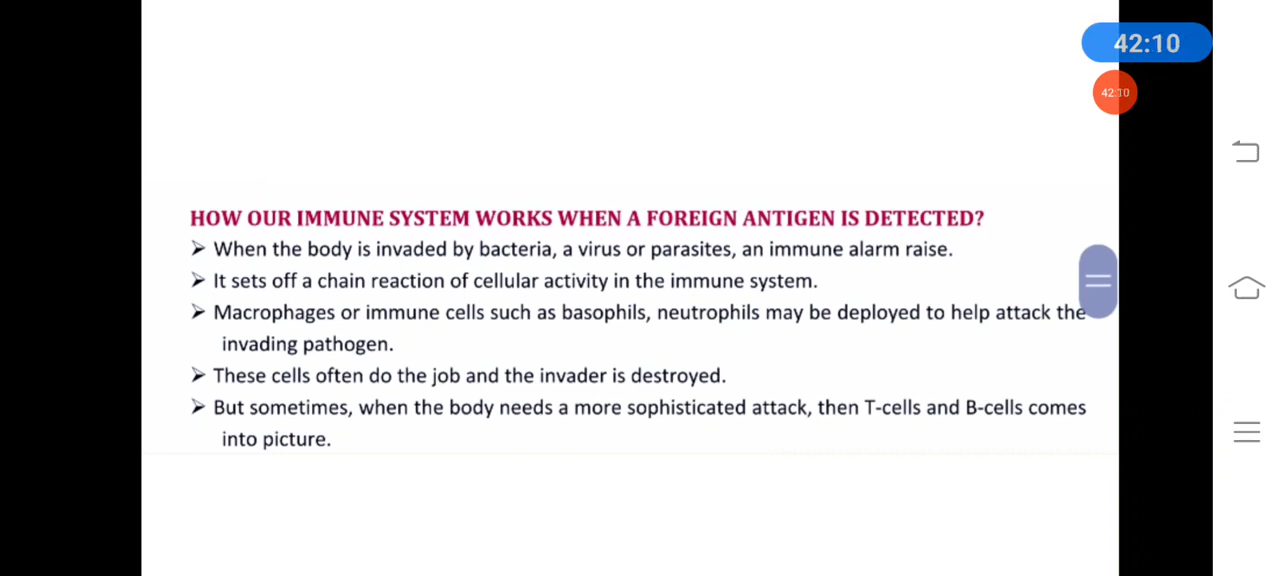 42:10
42:10
HOW OUR IMMUNE SYSTEM WORKS WHEN A FOREIGN ANTIGEN IS DETECTED?
➢ When the body is invaded by bacteria, a virus or parasites, an immune alarm raise.
➢ It sets off a chain reaction of cellular activity in the immune system.
➢ Macrophages or immune cells such as basophils, neutrophils may be deployed to help attack the
invading pathogen.
➢ These cells often do the job and the invader is destroyed.
➢ But sometimes, when the body needs a more sophisticated attack, then T-cells and B-cells comes
into picture.